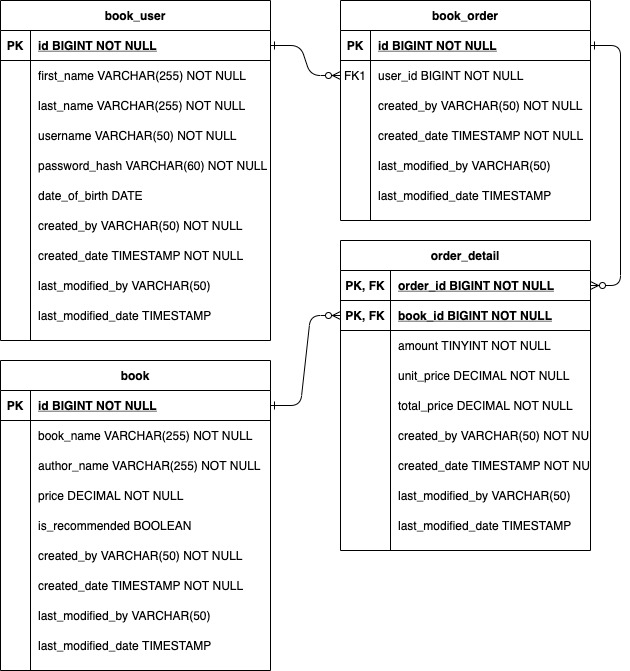 book_user
PK id BIGINT NOT NULL
first_name VARCHAR(255) NOT NULL
last_name VARCHAR(255) NOT NULL
username VARCHAR(50) NOT NULL
password_hash VARCHAR(60) NOT NULL
date_of_birth DATE
created_by VARCHAR(50) NOT NULL
created_date TIMESTAMP NOT NULL
last_modified_by VARCHAR(50)
last_modified_date TIMESTAMP
book_order
PK id BIGINT NOT NULL
FK1 user_id BIGINT NOT NULL
created_by VARCHAR(50) NOT NULL
created_date TIMESTAMP NOT NULL
last_modified_by VARCHAR(50)
last_modified_date TIMESTAMP
order_detail
PK, FK order_id BIGINT NOT NULL
PK, FK book_id BIGINT NOT NULL
amount TINYINT NOT NULL
unit_price DECIMAL NOT NULL
total_price DECIMAL NOT NULL
created_by VARCHAR(50) NOT NU
created_date TIMESTAMP NOT NU
last_modified_by VARCHAR(50)
last_modified_date TIMESTAMP
book
PK id BIGINT NOT NULL
book_name VARCHAR(255) NOT NULL
author_name VARCHAR(255) NOT NULL
price DECIMAL NOT NULL
is_recommended BOOLEAN
created_by VARCHAR(50) NOT NULL
created_date TIMESTAMP NOT NULL
last_modified_by VARCHAR(50)
last_modified_date TIMESTAMP